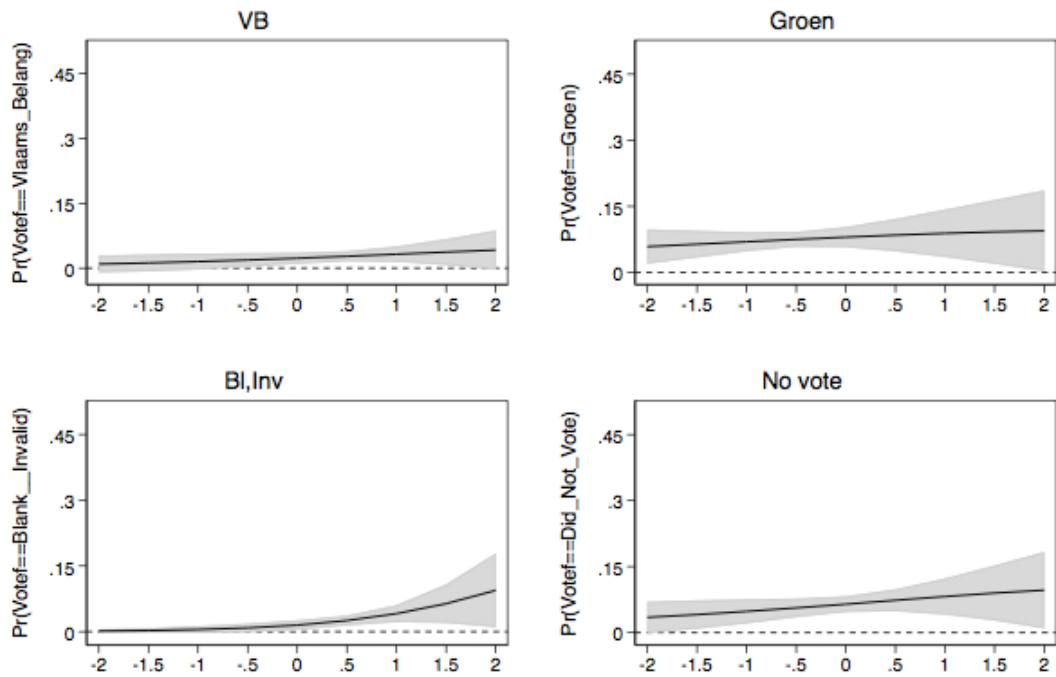 VB
Pr(Votef==Vlaams_Belang)
.45
.3
.15
0
-2 -1.5 -1 -.5 0 .5 1 1.5 2
Groen
Pr(Votef==Groen)
.45
.3
.15
0
-2 -1.5 -1 -.5 0 .5 1 1.5 2
Bl,Inv
Pr(Votef==Blank__Invalid)
.45
.3
.15
0
-2 -1.5 -1 -.5 0 .5 1 1.5 2
No vote
Pr(Votef==Did_Not_Vote)
.45
.3
.15
0
-2 -1.5 -1 -.5 0 .5 1 1.5 2